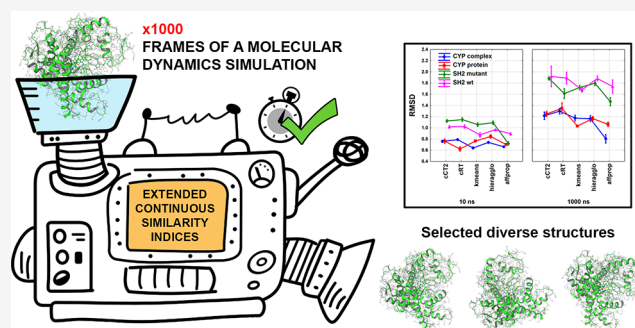 x1000
FRAMES OF A MOLECULAR
DYNAMICS SIMULATION
EXTENDED
CONTINUOUS
SIMILARITY
INDICES
CYP complex
CYP protein
SH2 mutant
SH2 wt
RMSD
2.4
2.2
2.0
1.8
1.6
1.4
1.2
1.0
0.8
0.6
0.4
cCT2
cRT
kmeans
hieragglo
affprop
cCT2
cRT
kmeans
hieragglo
affprop
10 ns
1000 ns
Selected diverse structures